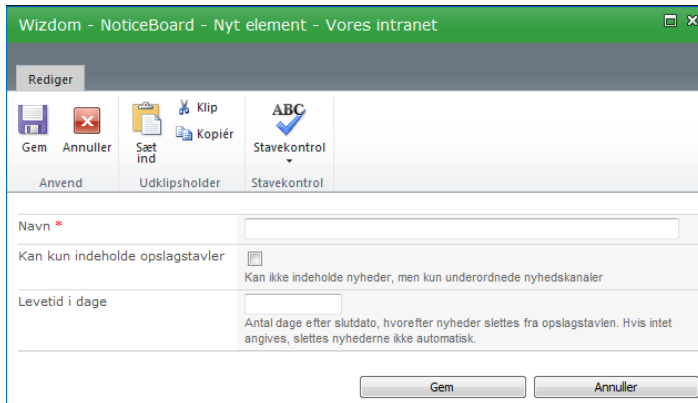 Wizdom - NoticeBoard - Nyt element - Vores intranet
Rediger
Gem
Annuller
Sæt
ind
Klip
Kopiér
ABC
Stavekontrol
Anvend
Udklipsholder
Stavekontrol
Navn *
Kan kun indeholde opslagstavler
Kan ikke indeholde nyheder, men kun underordnede nyhedskanaler
Levetid i dage
Antal dage efter slutdato, hvorefter nyheder slettes fra opslagstavlen. Hvis intet
angives, slettes nyhederne ikke automatisk.
Gem
Annuller